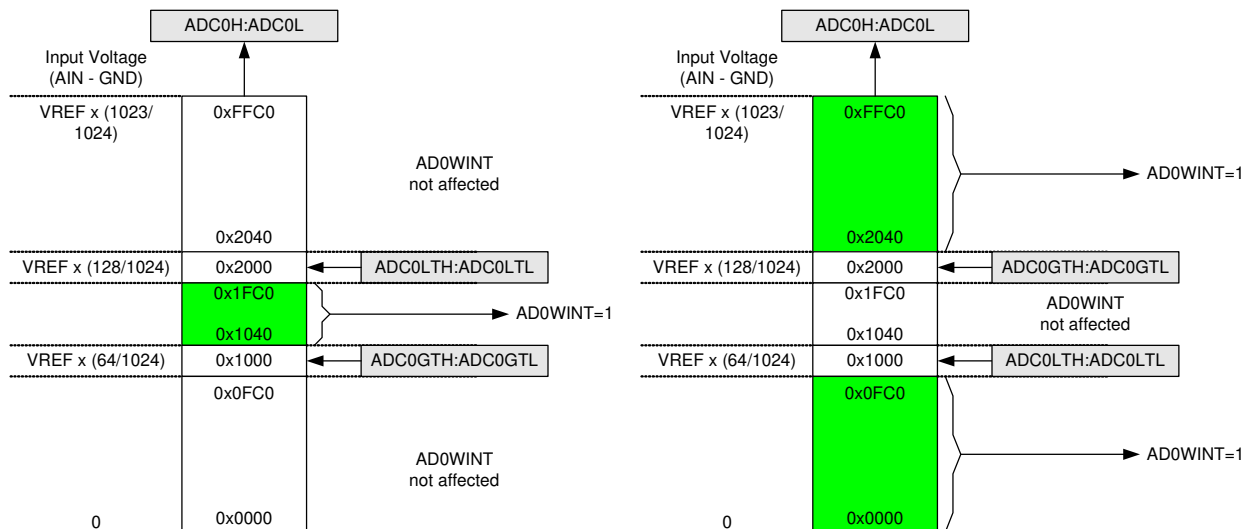 ADC0H:ADC0L
Input Voltage
(AIN - GND)
VREF x (1023/
1024)
0xFFC0
AD0WINT
not affected
0x2040
VREF x (128/1024)
0x2000
ADC0LTH:ADC0LTL
0x1FC0
AD0WINT=1
0x1040
VREF x (64/1024)
0x1000
ADC0GTH:ADC0GTL
0x0FC0
AD0WINT
not affected
0
0x0000
ADC0H:ADC0L
Input Voltage
(AIN - GND)
VREF x (1023/
1024)
0xFFC0
AD0WINT=1
0x2040
VREF x (128/1024)
0x2000
ADC0GTH:ADC0GTL
0x1FC0
AD0WINT
not affected
0x1040
VREF x (64/1024)
0x1000
ADC0LTH:ADC0LTL
0x0FC0
AD0WINT=1
0
0x0000